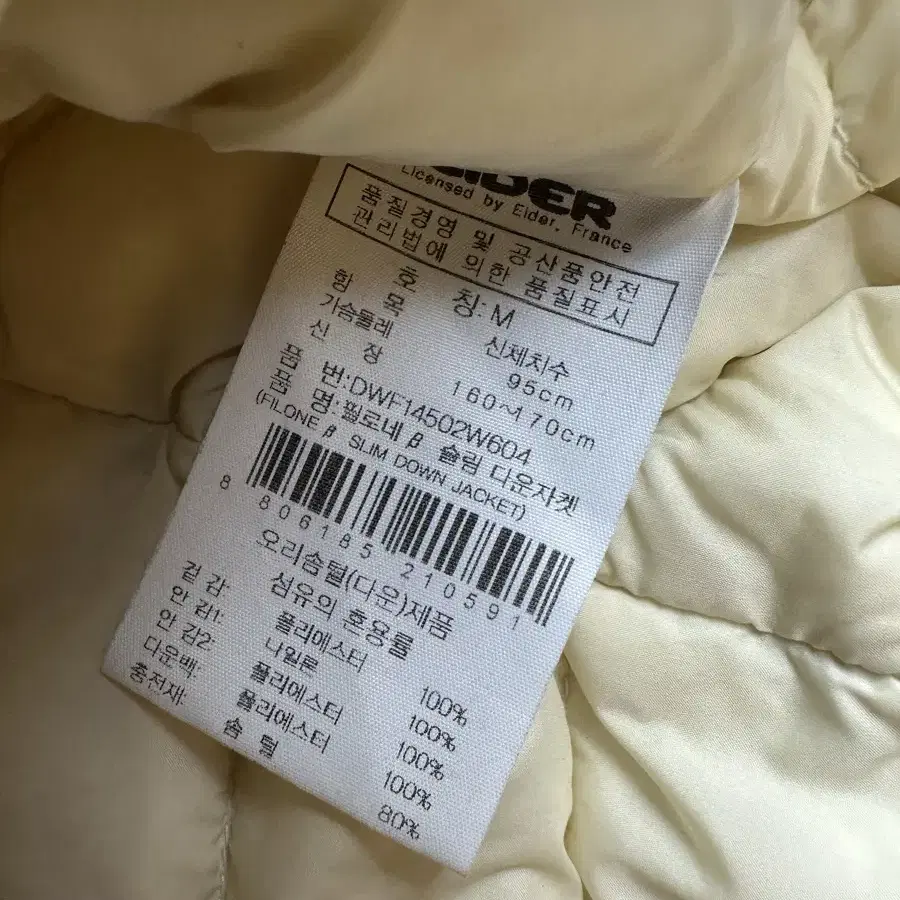 EIDER
Licensed by Eider, France
품질경영 및 공산품안전
관리법에 의한 품질표시
호 칭: M
항 목 신체치수
가슴둘레 95cm
신 장 160~170cm
품 번: DWF14502W604
품 명: 필로네 β 슬림 다운자켓
(FILONE β SLIM DOWN JACKET)
8 806185 210591
오리솜털(다운)제품
섬유의 혼용률
겉 감: 폴리에스터 100%
안 감1: 나일론 100%
안 감2: 폴리에스터 100%
다운백: 폴리에스터 100%
충전재: 솜 털 80%